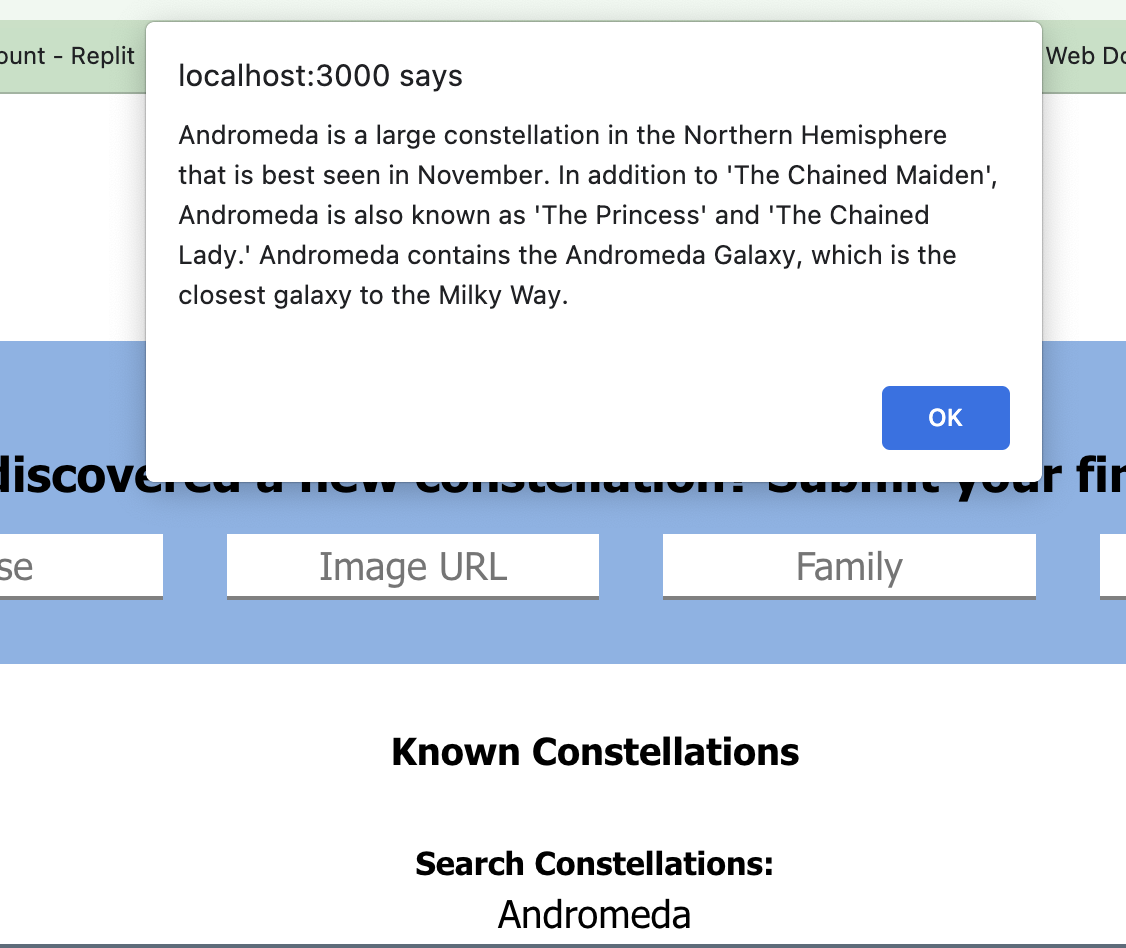 ount - Replit
Web Do
localhost:3000 says
Andromeda is a large constellation in the Northern Hemisphere
that is best seen in November. In addition to 'The Chained Maiden',
Andromeda is also known as 'The Princess' and 'The Chained
Lady.' Andromeda contains the Andromeda Galaxy, which is the
closest galaxy to the Milky Way.
OK
discovered a new constellation? Submit your fin
se
Image URL
Family
Known Constellations
Search Constellations:
Andromeda